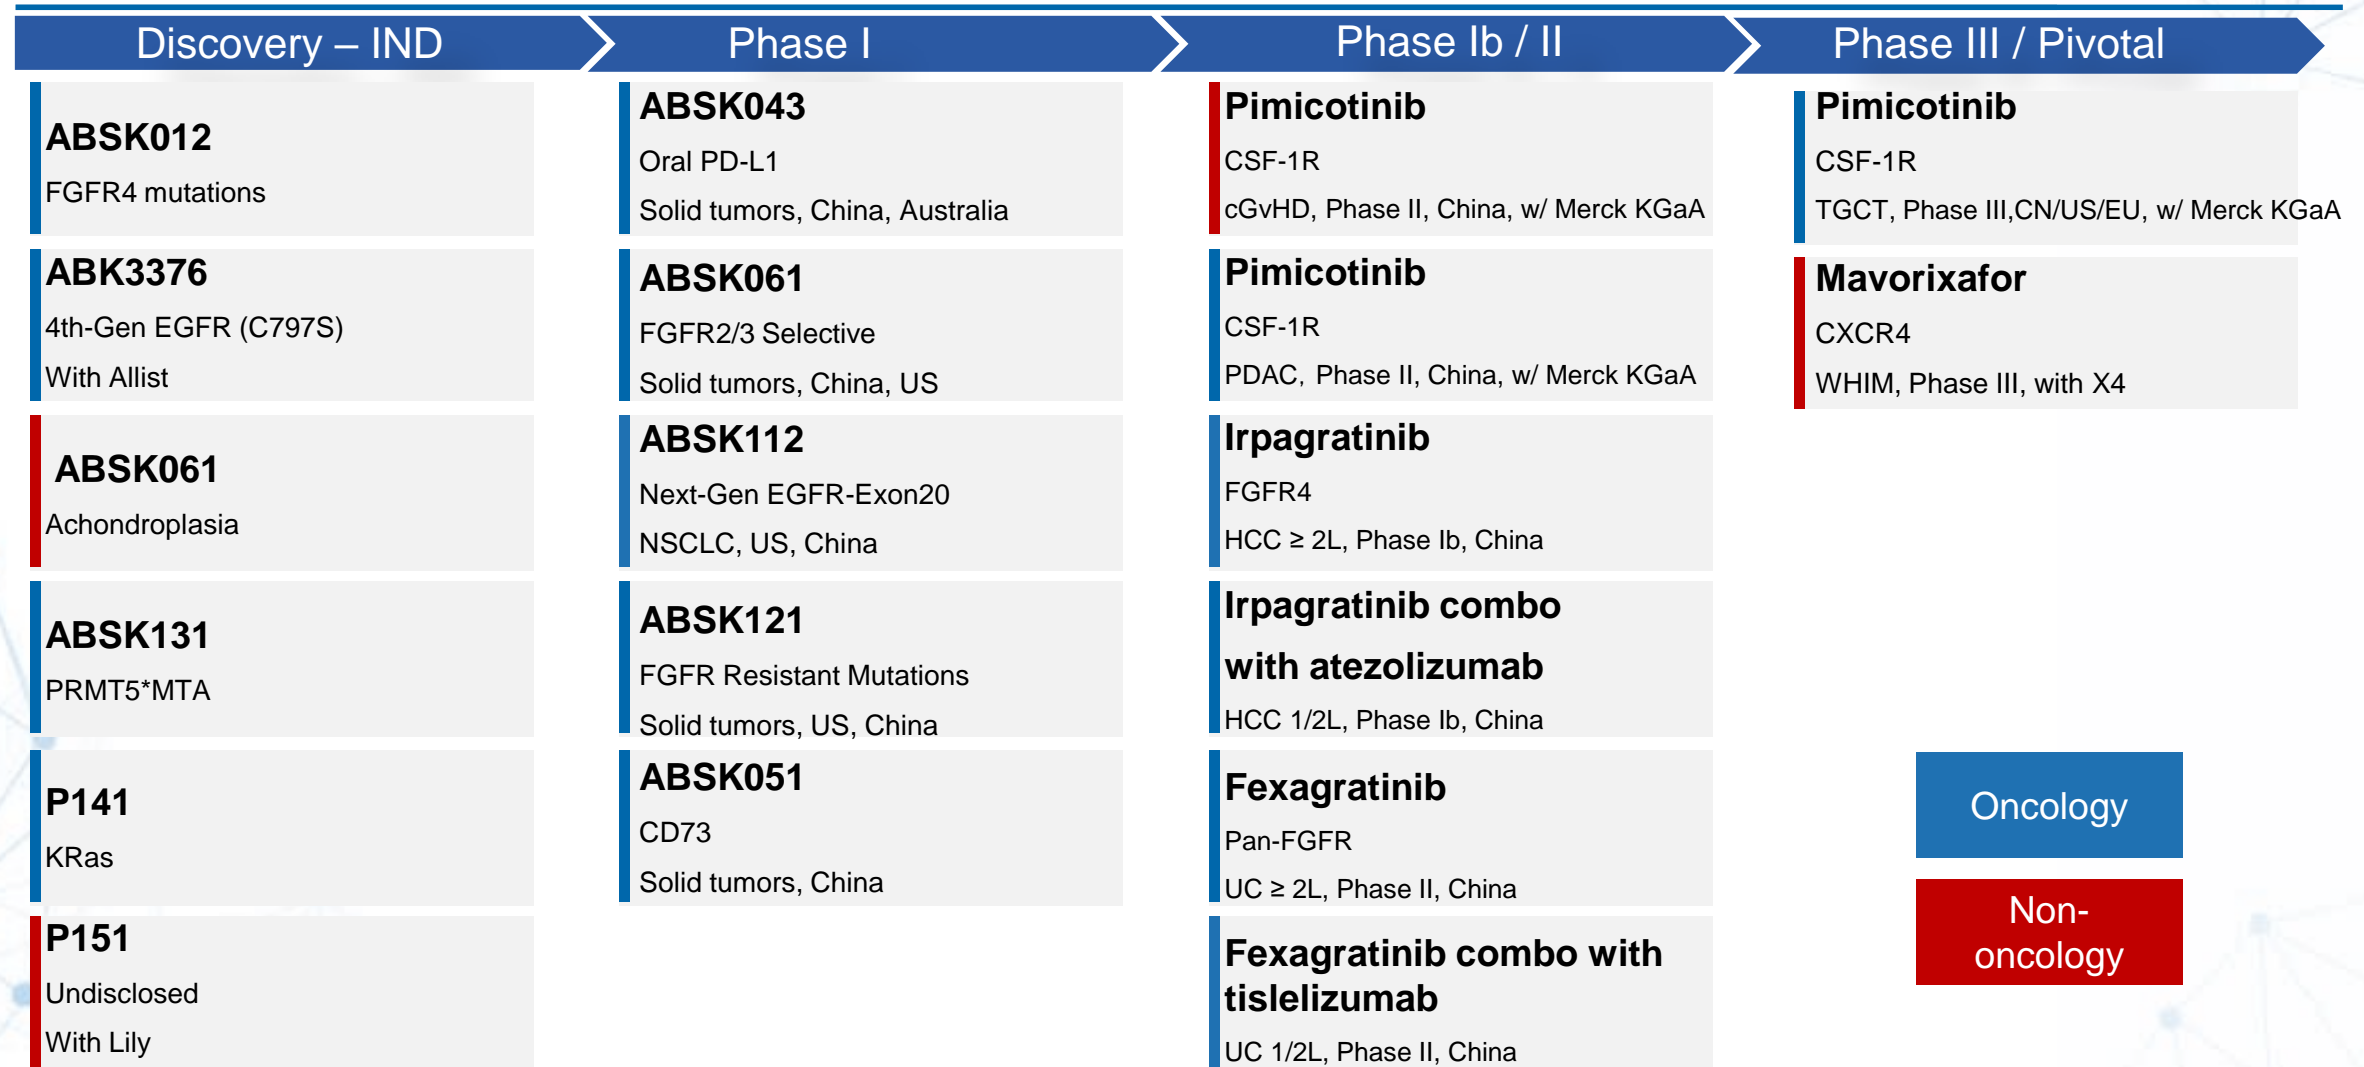 Discovery – IND
Phase I
Phase Ib / II
Phase III / Pivotal
ABSK012
FGFR4 mutations
ABK3376
4th-Gen EGFR (C797S)
With Allist
ABSK061
Achondroplasia
ABSK131
PRMT5*MTA
P141
KRas
P151
Undisclosed
With Lily
ABSK043
Oral PD-L1
Solid tumors, China, Australia
ABSK061
FGFR2/3 Selective
Solid tumors, China, US
ABSK112
Next-Gen EGFR-Exon20
NSCLC, US, China
ABSK121
FGFR Resistant Mutations
Solid tumors, US, China
ABSK051
CD73
Solid tumors, China
Pimicotinib
CSF-1R
cGvHD, Phase II, China, w/ Merck KGaA
Pimicotinib
CSF-1R
PDAC, Phase II, China, w/ Merck KGaA
Irpagratinib
FGFR4
HCC ≥ 2L, Phase Ib, China
Irpagratinib combo
with atezolizumab
HCC 1/2L, Phase Ib, China
Fexagratinib
Pan-FGFR
UC ≥ 2L, Phase II, China
Fexagratinib combo with
tislelizumab
UC 1/2L, Phase II, China
Pimicotinib
CSF-1R
TGCT, Phase III,CN/US/EU, w/ Merck KGaA
Mavorixafor
CXCR4
WHIM, Phase III, with X4
Oncology
Non-
oncology